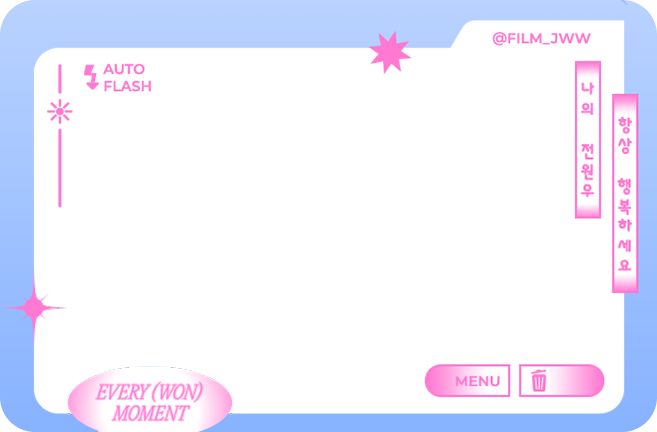 @FILM_JWW
AUTO
FLASH
나의 전원우
항상 행복하세요
MENU
EVERY (WON)
MOMENT